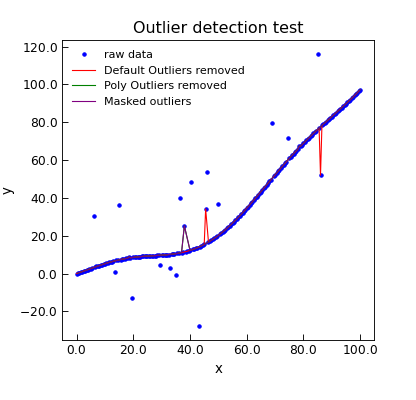 Outlier detection test
120.0
raw data
Default Outliers removed
Poly Outliers removed
Masked outliers
100.0
80.0
60.0
y
40.0
20.0
0.0
−20.0
0.0 20.0 40.0 60.0 80.0 100.0
x